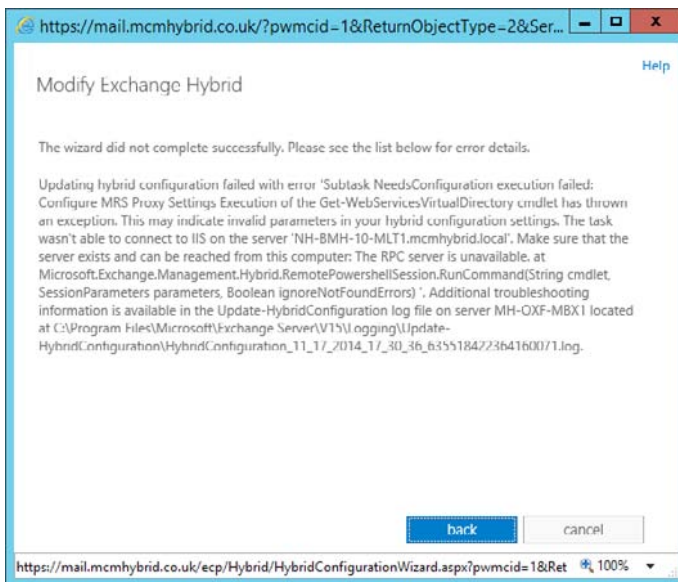 https://mail.mcmhybrid.co.uk/?pwmcid=1&ReturnObjectType=2&Ser...
Help
Modify Exchange Hybrid
The wizard did not complete successfully. Please see the list below for error details.
Updating hybrid configuration failed with error 'Subtask NeedsConfiguration execution failed:
Configure MRS Proxy Settings Execution of the Get-WebServicesVirtualDirectory cmdlet has thrown
an exception. This may indicate invalid parameters in your hybrid configuration settings. The task
wasn't able to connect to IIS on the server 'NH-BMH-10-MLT1.mcmhybrid.local'. Make sure that the
server exists and can be reached from this computer: The RPC server is unavailable. at
Microsoft.Exchange.Management.Hybrid.RemotePowershellSession.RunCommand(String cmdlet,
SessionParameters parameters, Boolean ignoreNotFoundErrors) '. Additional troubleshooting
information is available in the Update-HybridConfiguration log file on server MH-OXF-MBX1 located
at C:\Program Files\Microsoft\Exchange Server\V15\Logging\Update-
HybridConfiguration\HybridConfiguration_11_17_2014_17_30_36_635518422364160071.log.
back
cancel
https://mail.mcmhybrid.co.uk/ecp/Hybrid/HybridConfigurationWizard.aspx?pwmcid=1&Ret
100%